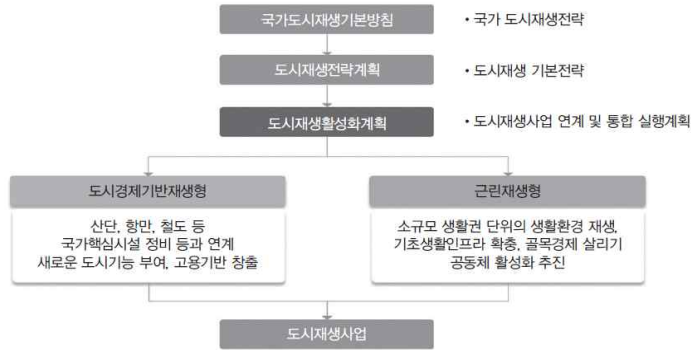 국가도시재생기본방침
• 국가 도시재생전략
도시재생전략계획
• 도시재생 기본전략
도시재생활성화계획
• 도시재생사업 연계 및 통합 실행계획
도시경제기반재생형
산단, 항만, 철도 등
국가핵심시설 정비 등과 연계
새로운 도시기능 부여, 고용기반 창출
근린재생형
소규모 생활권 단위의 생활환경 재생,
기초생활인프라 확충, 골목경제 살리기
공동체 활성화 추진
도시재생사업